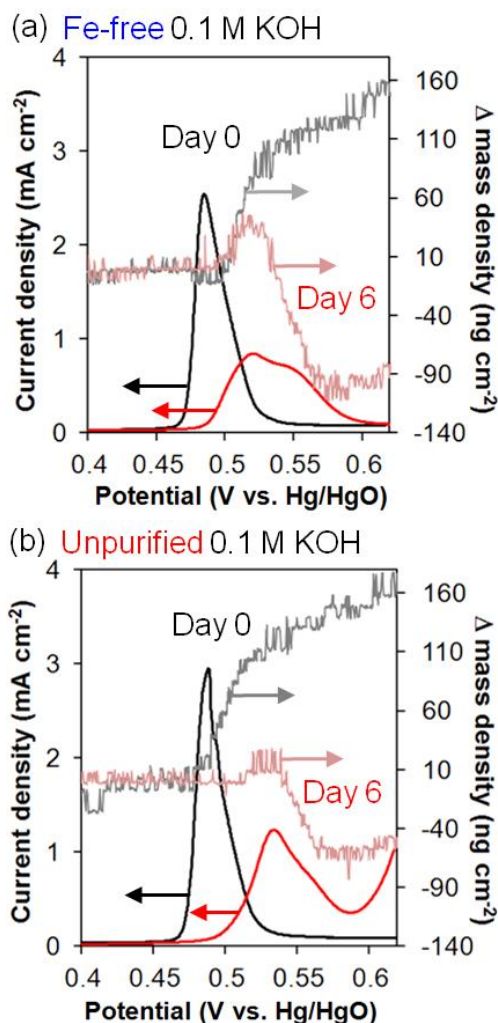 (a) Fe-free 0.1 M KOH
Current density (mA cm⁻²)
4
3
2
1
0
Day 0
Day 6
160
110
60
10
-40
-90
-140
Δ mass density (ng cm⁻²)
0.4 0.45 0.5 0.55 0.6
Potential (V vs. Hg/HgO)
(b) Unpurified 0.1 M KOH
Current density (mA cm⁻²)
4
3
2
1
0
Day 0
Day 6
160
110
60
10
-40
-90
-140
Δ mass density (ng cm⁻²)
0.4 0.45 0.5 0.55 0.6
Potential (V vs. Hg/HgO)